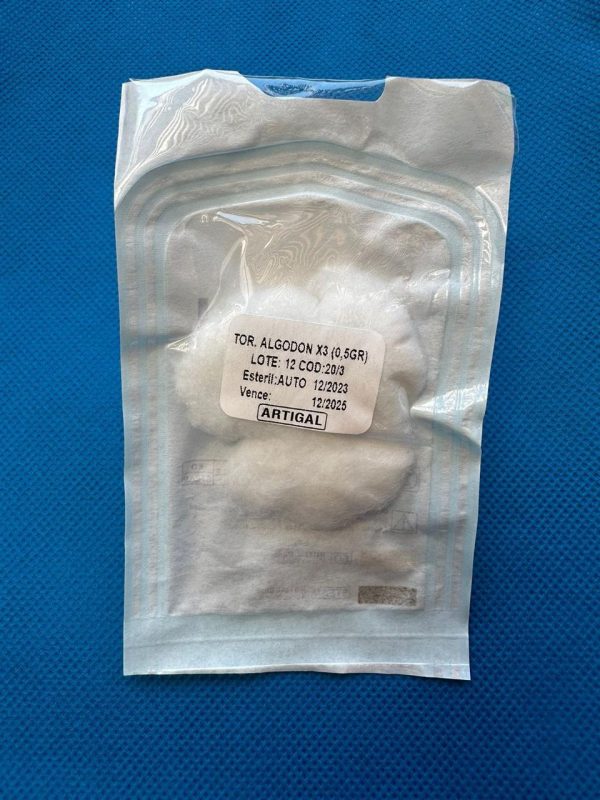 TOR. ALGODON X3 (0,5GR)
LOTE: 12 COD:20/3
Esteril:AUTO 12/2023
Vence: 12/2025
ARTIGAL